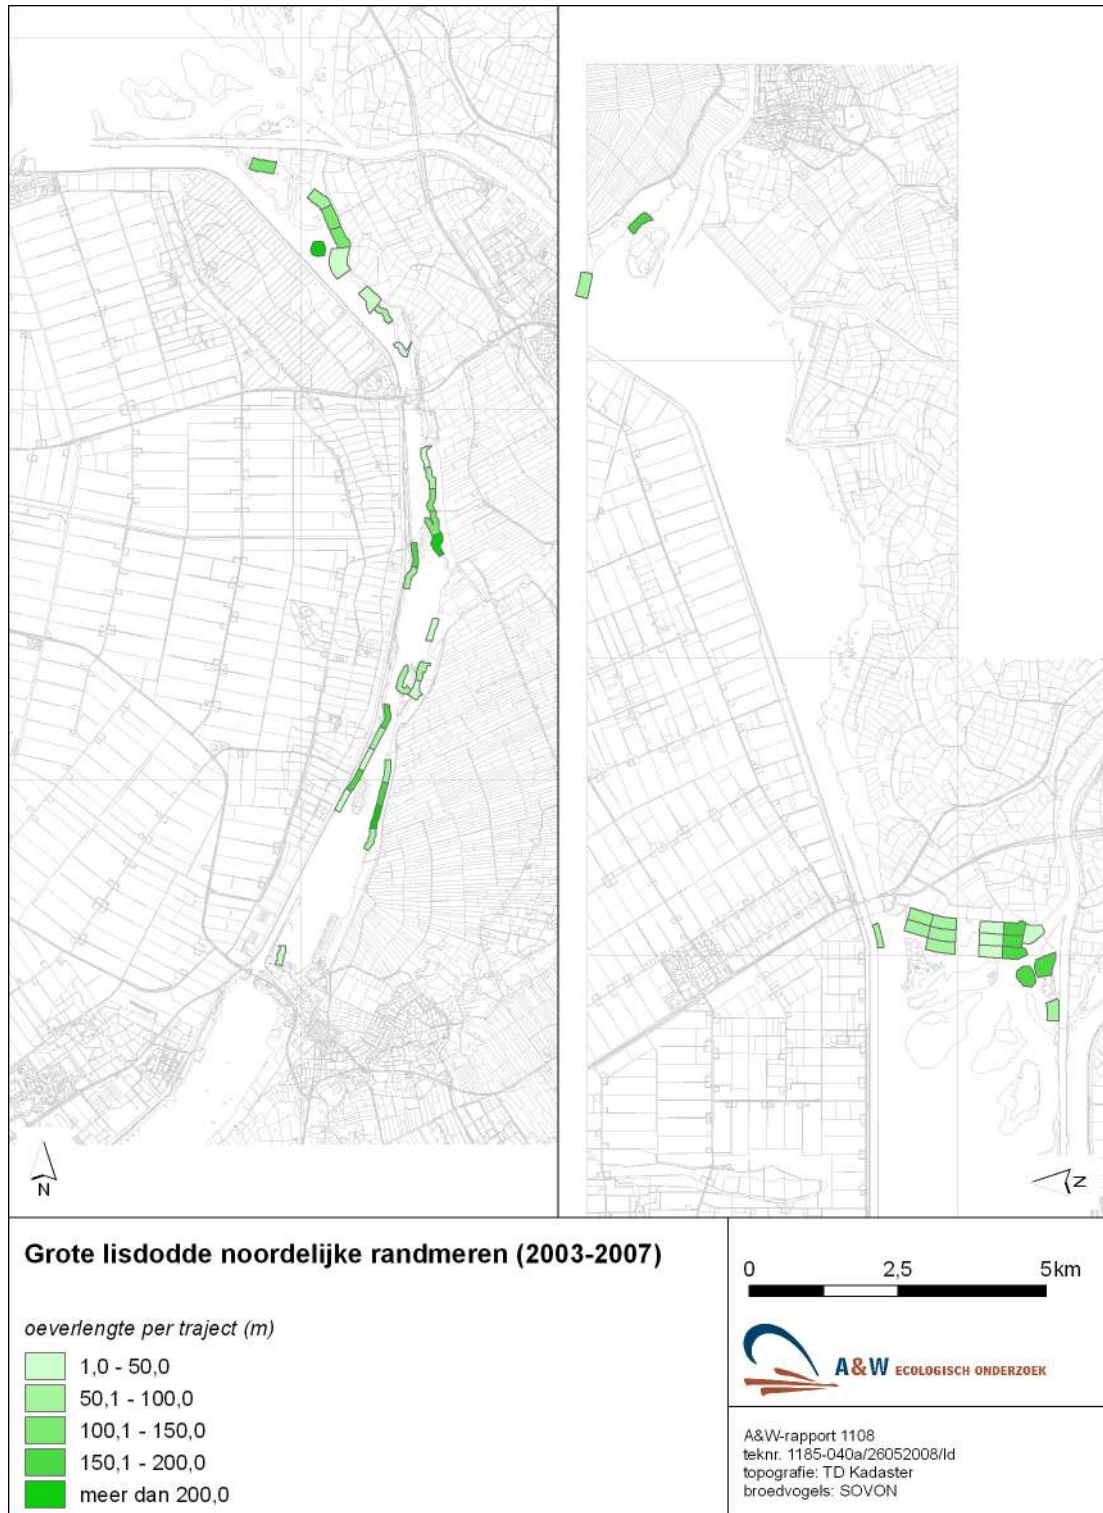 N
N
Grote lisdodde noordelijke randmeren (2003-2007)
oeverlengte per traject (m)
1,0 - 50,0
50,1 - 100,0
100,1 - 150,0
150,1 - 200,0
meer dan 200,0
0 2,5 5km
A&W ECOLOGISCH ONDERZOEK
A&W-rapport 1108
teknr. 1185-040a/26052008/ld
topografie: TD Kadaster
broedvogels: SOVON